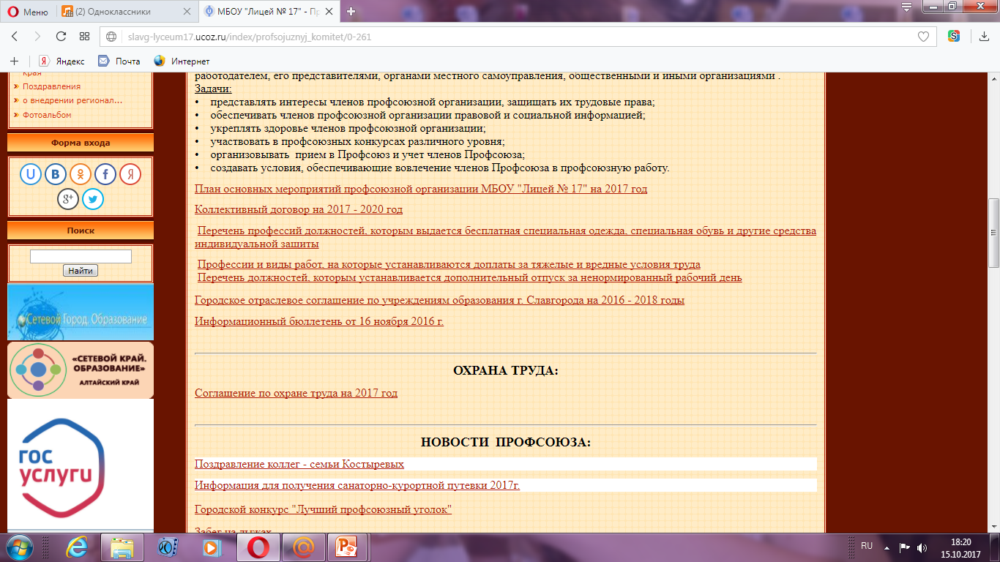 Меню
(2) Одноклассники
МБОУ "Лицей № 17" - Пр
slavg-lyceum17.ucoz.ru/index/profsojuznyj_komitet/0-261
Яндекс
Почта
Интернет
края
Поздравления
о внедрении регионал...
Фотоальбом
Форма входа
Поиск
Найти
Сетевой Город. Образование
«СЕТЕВОЙ КРАЙ.
ОБРАЗОВАНИЕ»
АЛТАЙСКИЙ КРАЙ
гос
услуги
работодателем, его представителями, органами местного самоуправления, общественными и иными организациями .
Задачи:
• представлять интересы членов профсоюзной организации, защищать их трудовые права;
• обеспечивать членов профсоюзной организации правовой и социальной информацией;
• укреплять здоровье членов профсоюзной организации;
• участвовать в профсоюзных конкурсах различного уровня;
• организовывать прием в Профсоюз и учет членов Профсоюза;
• создавать условия, обеспечивающие вовлечение членов Профсоюза в профсоюзную работу.
План основных мероприятий профсоюзной организации МБОУ "Лицей № 17" на 2017 год
Коллективный договор на 2017 - 2020 год
Перечень профессий должностей, которым выдается бесплатная специальная одежда, специальная обувь и другие средства
индивидуальной защиты
Профессии и виды работ, на которые устанавливаются доплаты за тяжелые и вредные условия труда
Перечень должностей, которым устанавливается дополнительный отпуск за ненормированный рабочий день
Городское отраслевое соглашение по учреждениям образования г. Славгорода на 2016 - 2018 годы
Информационный бюллетень от 16 ноября 2016 г.
ОХРАНА ТРУДА:
Соглашение по охране труда на 2017 год
НОВОСТИ ПРОФСОЮЗА:
Поздравление коллег - семьи Костыревых
Информация для получения санаторно-курортной путевки 2017г.
Городской конкурс "Лучший профсоюзный уголок"
Забег на лыжах
RU
18:20
15.10.2017